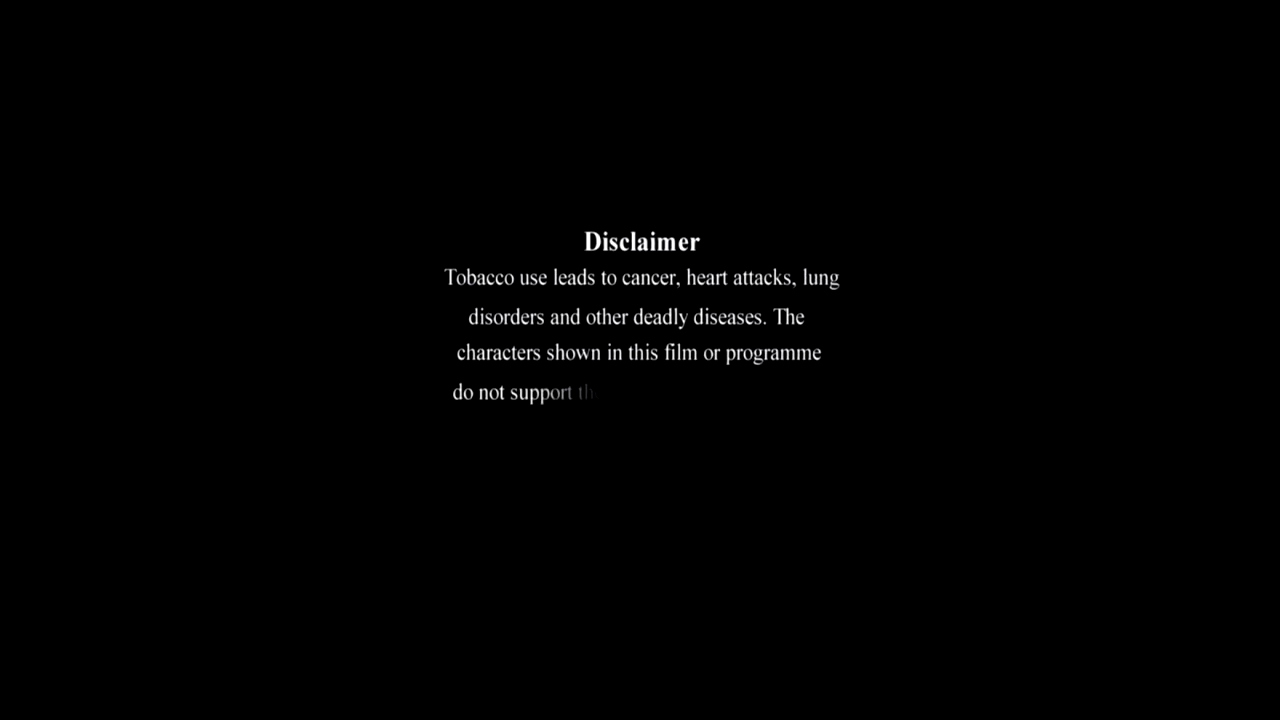 Disclaimer
Tobacco use leads to cancer, heart attacks, lung
disorders and other deadly diseases. The
characters shown in this film or programme
do not support